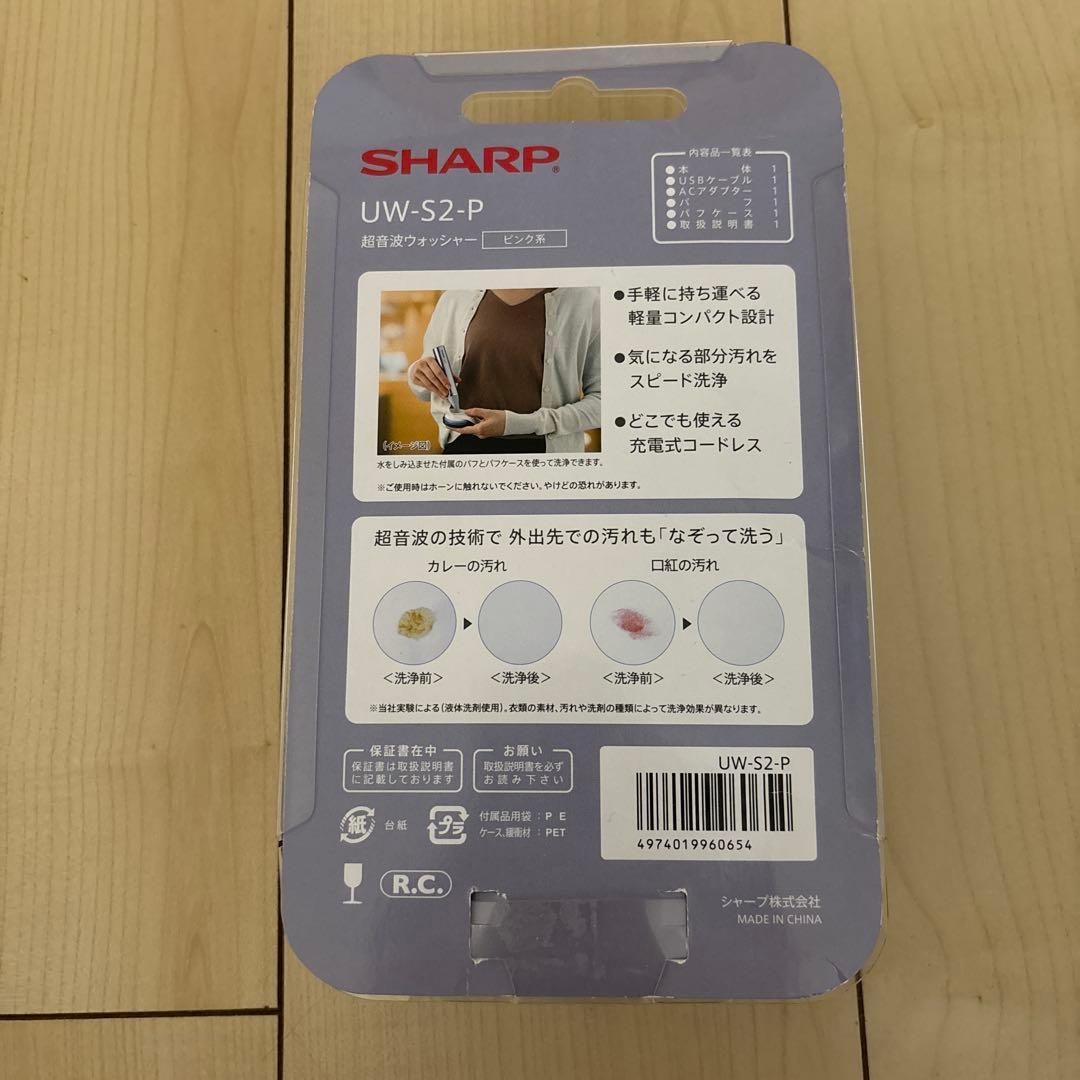 SHARP®
UW-S2-P
超音波ウォッシャー ピンク系
内容品一覧表
●本体 1
●USBケーブル 1
●ACアダプター 1
●パフ 1
●パフケース 1
●取扱説明書 1
●手軽に持ち運べる
軽量コンパクト設計
●気になる部分汚れを
スピード洗浄
●どこでも使える
充電式コードレス
(イメージ図)
水をしみ込ませた付属のパフとパフケースを使って洗浄できます。
※ご使用時はホーンに触れないでください。やけどの恐れがあります。
超音波の技術で 外出先での汚れも「なぞって洗う」
カレーの汚れ
口紅の汚れ
<洗浄前> <洗浄後>
<洗浄前> <洗浄後>
※当社実験による(液体洗剤使用)。衣類の素材、汚れや洗剤の種類によって洗浄効果が異なります。
保証書在中
保証書は取扱説明書
に記載しております
お願い
取扱説明書を必ず
お読み下さい
紙 台紙
プラ 付属品用袋：PE
ケース、緩衝材：PET
R.C.
UW-S2-P
4974019960654
シャープ株式会社
MADE IN CHINA